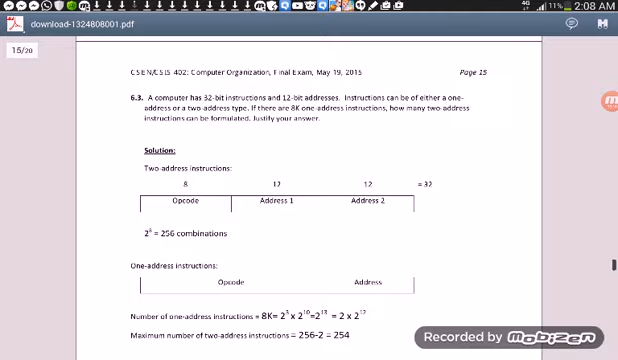 4G 11% 2:08 AM
download-1324808001.pdf
15/20
CSEN/CSIS 402: Computer Organization, Final Exam, May 19, 2015 Page 15
6.3. A computer has 32-bit instructions and 12-bit addresses. Instructions can be of either a one-
address or a two-address type. If there are 8K one-address instructions, how many two-address
instructions can be formulated. Justify your answer.
Solution:
Two-address instructions:
8 12 12 = 32
Opcode Address 1 Address 2
2⁸ = 256 combinations
One-address instructions:
Opcode Address
Number of one-address instructions = 8K= 2³ x 2¹⁰=2¹³ = 2 x 2¹²
Maximum number of two-address instructions = 256-2 = 254
Recorded by Mobizen